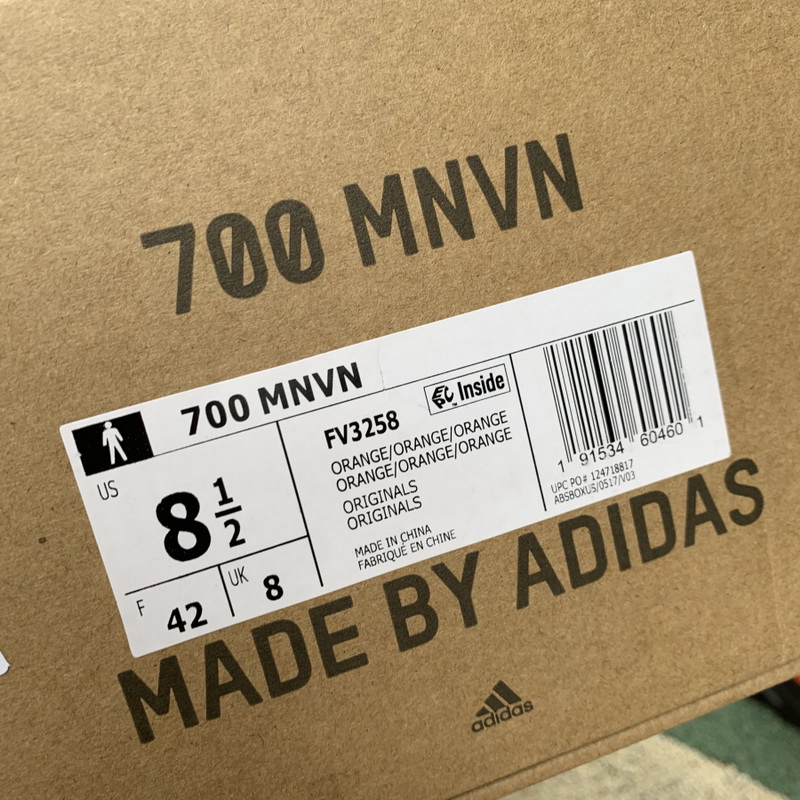 700 MNVN
700 MNVN
US
8 1/2
F 42
UK 8
FV3258
EPC™ Inside
ORANGE/ORANGE/ORANGE
ORANGE/ORANGE/ORANGE
ORIGINALS
ORIGINALS
MADE IN CHINA
FABRIQUÉ EN CHINE
1 91534 60460 1
UPC PO# 124718817
ABSBOXUS/0517/V03
MADE BY ADIDAS
adidas